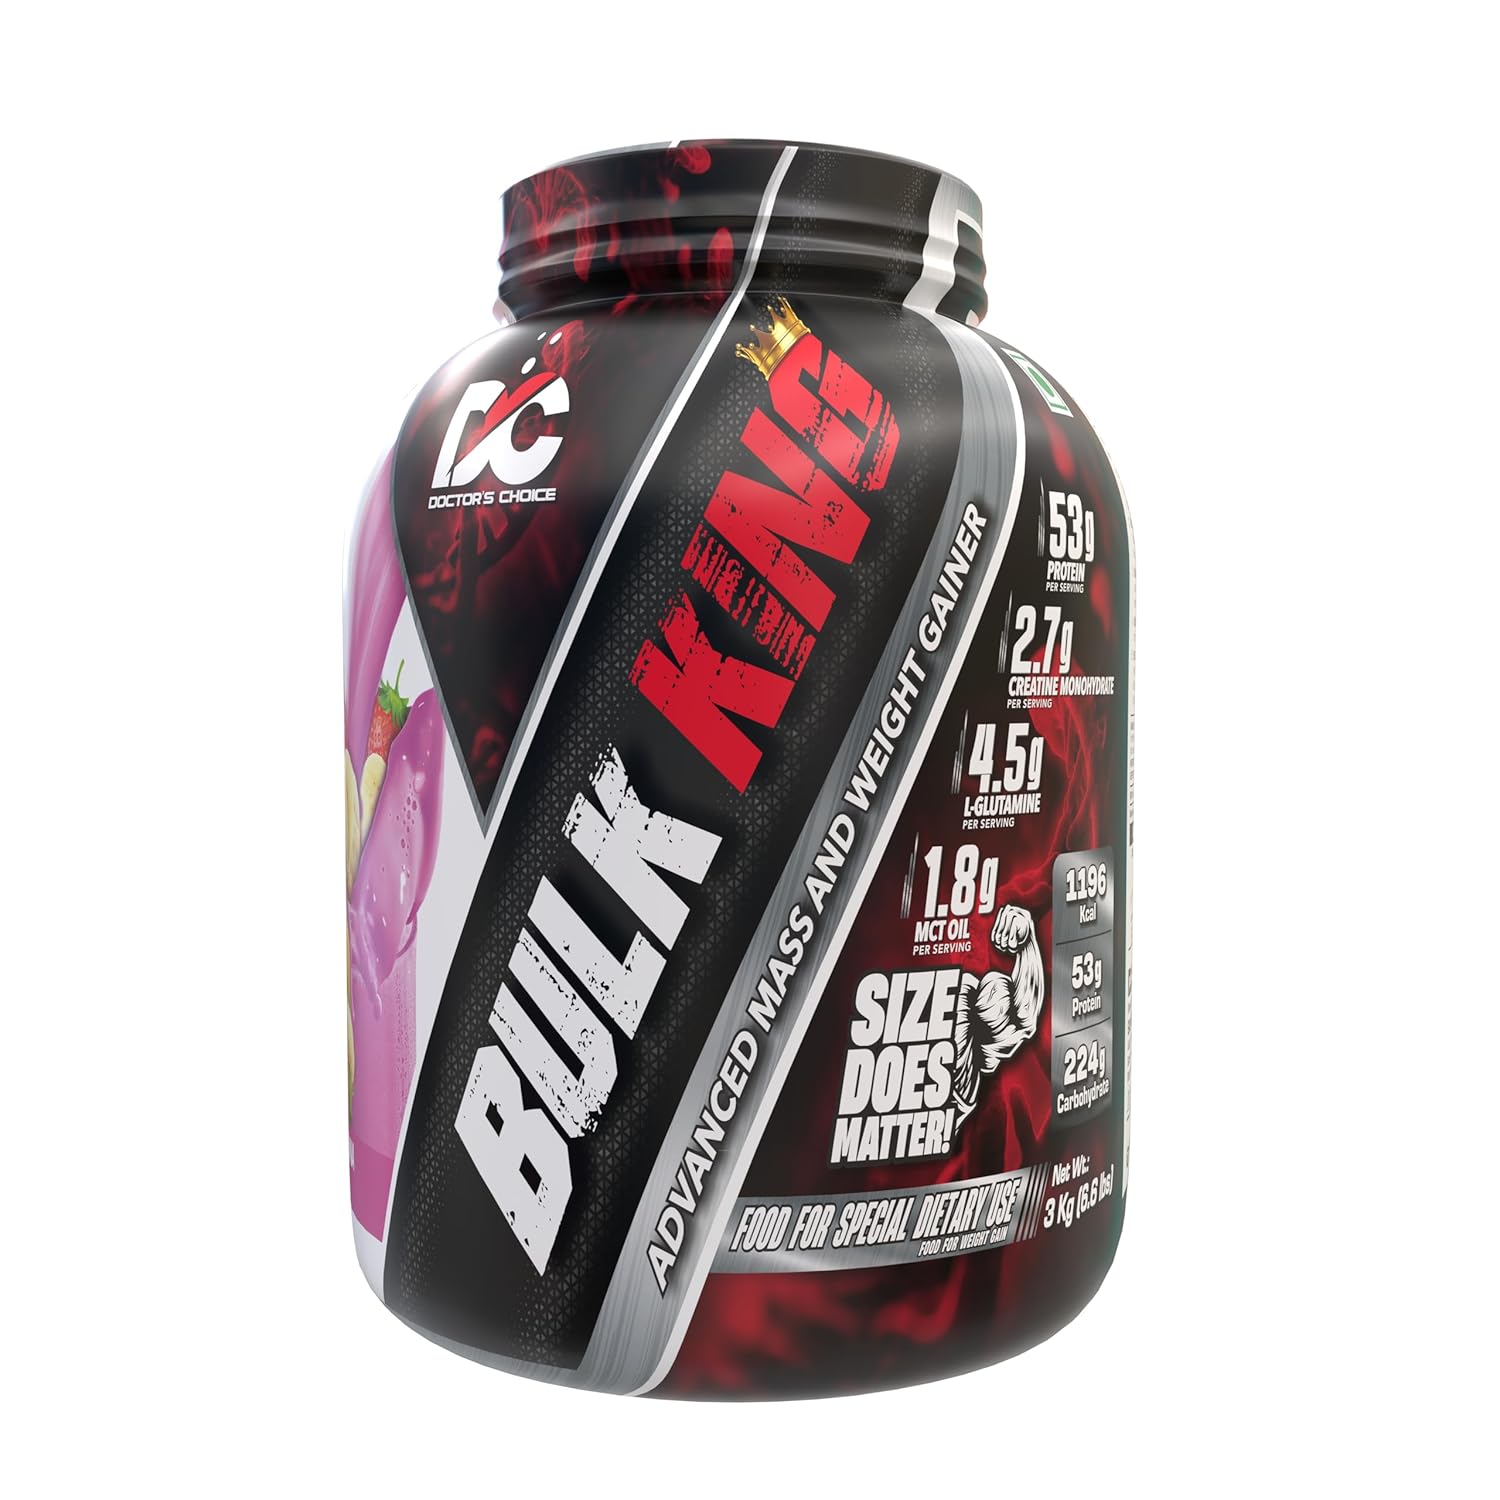 DC
DOCTOR'S CHOICE
BULK KING
ADVANCED MASS AND WEIGHT GAINER
53g
PROTEIN
PER SERVING
2.7g
CREATINE MONOHYDRATE
PER SERVING
4.5g
L-GLUTAMINE
PER SERVING
1.8g
MCT OIL
PER SERVING
SIZE
DOES
MATTER!
1196
Kcal
53g
Protein
224g
Carbohydrate
FOOD FOR SPECIAL DIETARY USE
FOOD FOR WEIGHT GAIN
Net Wt.:
3 Kg (6.6 lbs)